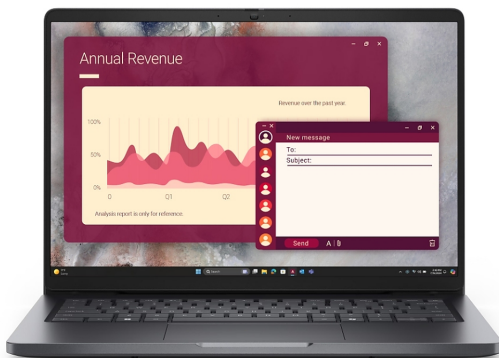 Annual Revenue
Revenue over the past year.
100%
50%
0%
Q
Q1
Q2
Analysis report is only for reference.
New message
To:
Subject:
Send
A
Search